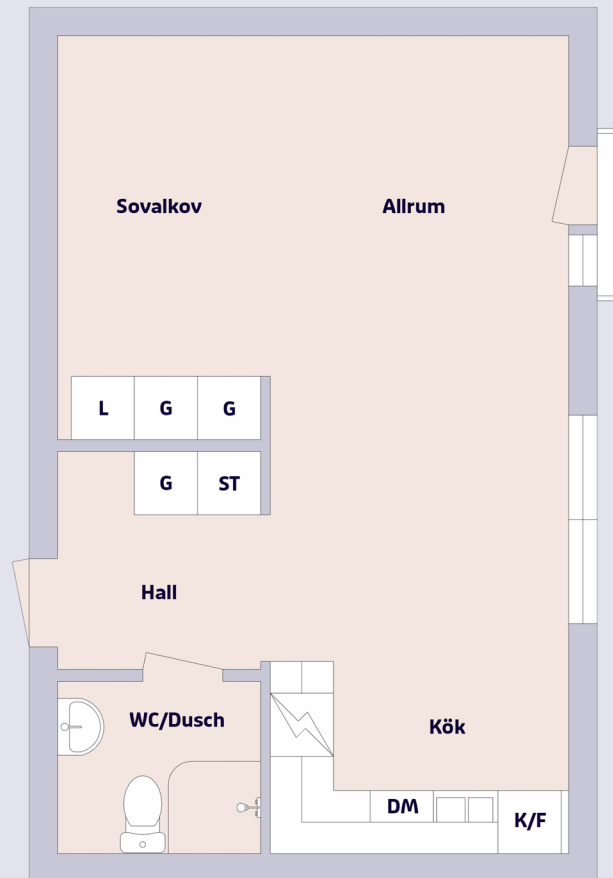 Sovalkov
Allrum
L
G
G
G
ST
Hall
WC/Dusch
Kök
DM
K/F